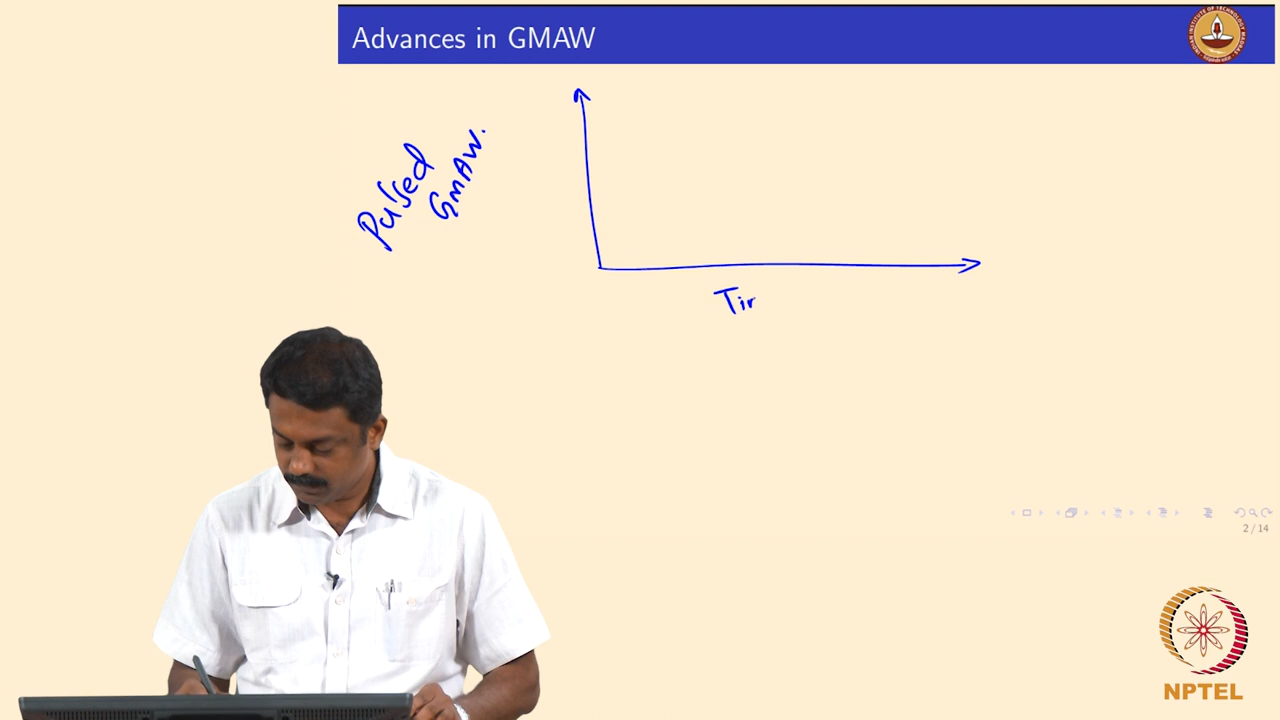 Advances in GMAW
Pulsed
GMAW.
Tir
2 / 14
NPTEL